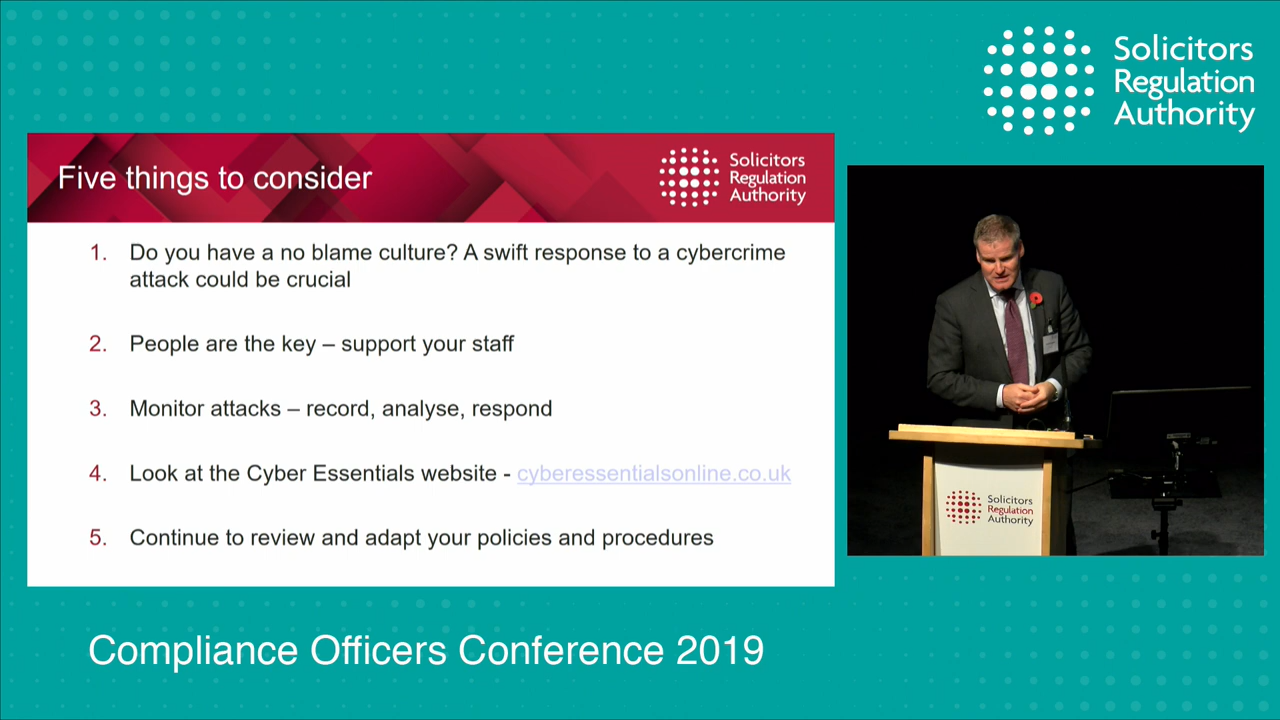 Solicitors
Regulation
Authority
Five things to consider
Solicitors
Regulation
Authority
1. Do you have a no blame culture? A swift response to a cybercrime
attack could be crucial
2. People are the key – support your staff
3. Monitor attacks – record, analyse, respond
4. Look at the Cyber Essentials website - cyberessentialsonline.co.uk
5. Continue to review and adapt your policies and procedures
Solicitors
Regulation
Authority
Compliance Officers Conference 2019